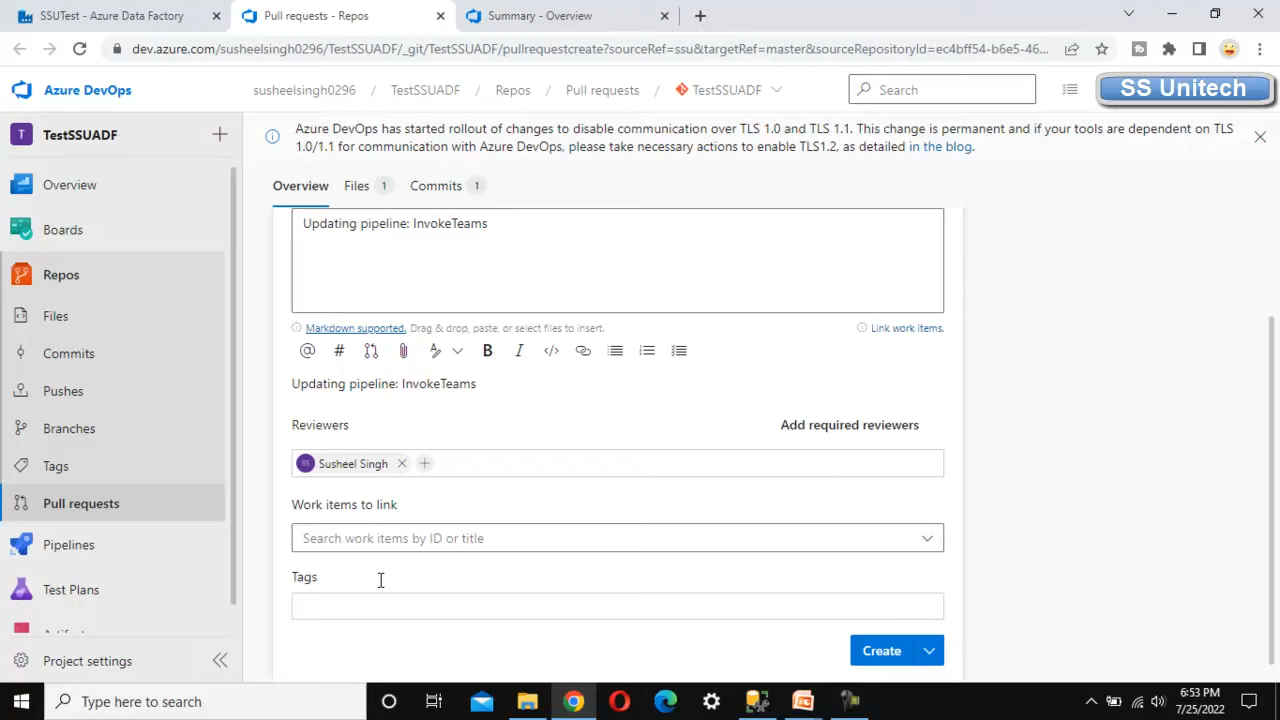 SSUTest - Azure Data Factory
Pull requests - Repos
Summary - Overview
dev.azure.com/susheelsingh0296/TestSSUADF/_git/TestSSUADF/pullrequestcreate?sourceRef=ssu&targetRef=master&sourceRepositoryId=ec4bff54-b6e5-46...
Azure DevOps
susheelsingh0296 / TestSSUADF / Repos / Pull requests / TestSSUADF
Search
SS Unitech
T TestSSUADF
Azure DevOps has started rollout of changes to disable communication over TLS 1.0 and TLS 1.1. This change is permanent and if your tools are dependent on TLS
1.0/1.1 for communication with Azure DevOps, please take necessary actions to enable TLS1.2, as detailed in the blog.
Overview
Boards
Repos
Files
Commits
Pushes
Branches
Tags
Pull requests
Pipelines
Test Plans
Project settings
Overview Files 1 Commits 1
Updating pipeline: InvokeTeams
Markdown supported. Drag & drop, paste, or select files to insert.
Link work items.
Updating pipeline: InvokeTeams
Reviewers
Add required reviewers
SS Susheel Singh
Work items to link
Search work items by ID or title
Tags
Create
Type here to search
6:53 PM
7/25/2022